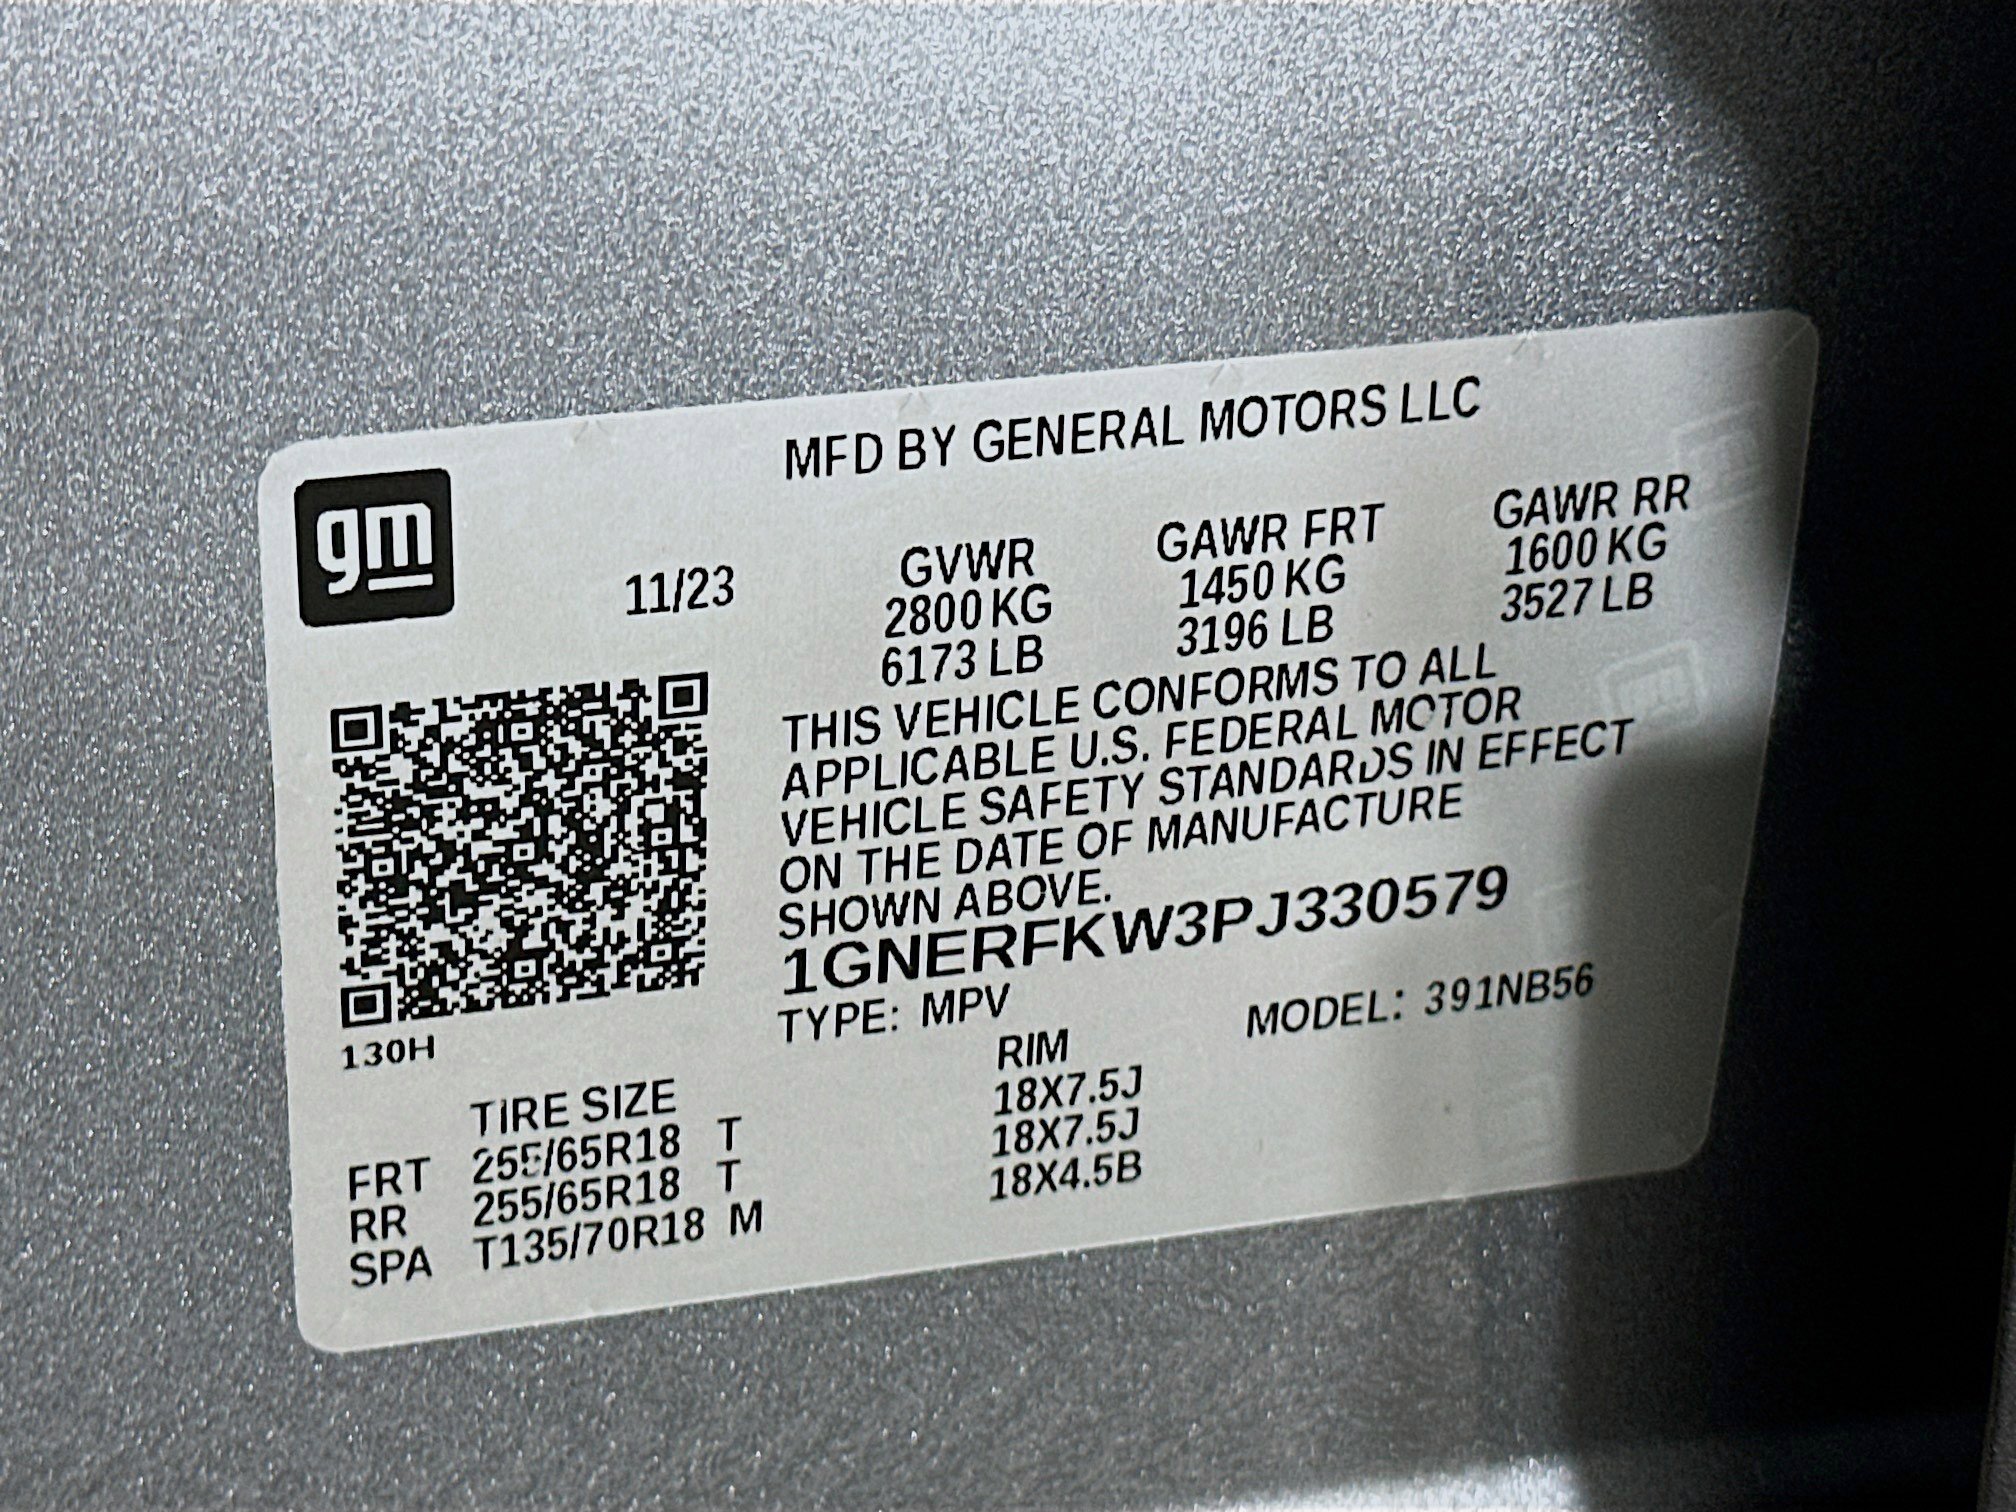 gm
MFD BY GENERAL MOTORS LLC
11/23
GVWR
2800 KG
6173 LB
GAWR FRT
1450 KG
3196 LB
GAWR RR
1600 KG
3527 LB
THIS VEHICLE CONFORMS TO ALL
APPLICABLE U.S. FEDERAL MOTOR
VEHICLE SAFETY STANDARDS IN EFFECT
ON THE DATE OF MANUFACTURE
SHOWN ABOVE.
1GNERFKW3PJ330579
TYPE: MPV MODEL: 391NB56
130H
TIRE SIZE RIM
FRT 255/65R18 T 18X7.5J
RR 255/65R18 T 18X7.5J
SPA T135/70R18 M 18X4.5B